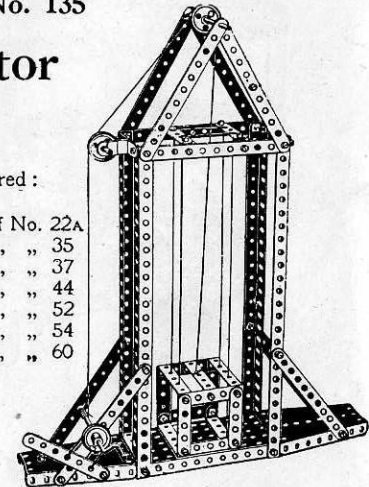 No. 135
tor
red :
f No. 22A
, „ 35
, „ 37
, „ 44
, „ 52
, „ 54
, „ 60